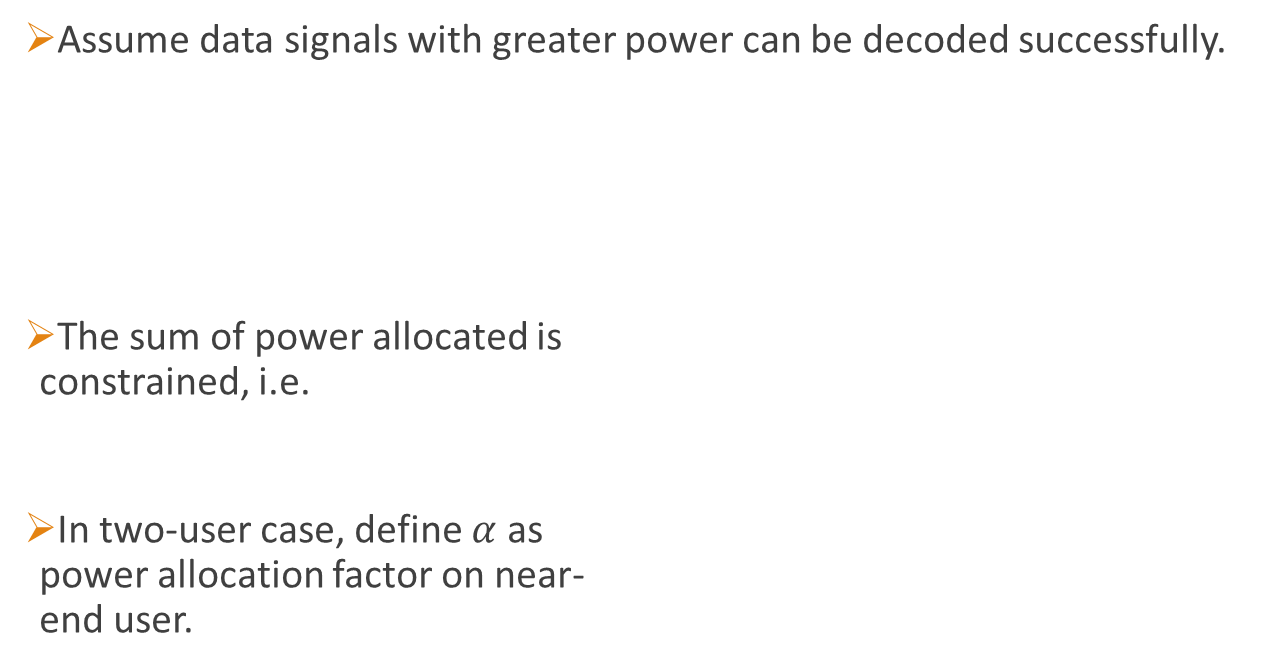 ➢Assume data signals with greater power can be decoded successfully.
➢The sum of power allocated is
constrained, i.e.
➢In two-user case, define α as
power allocation factor on near-
end user.